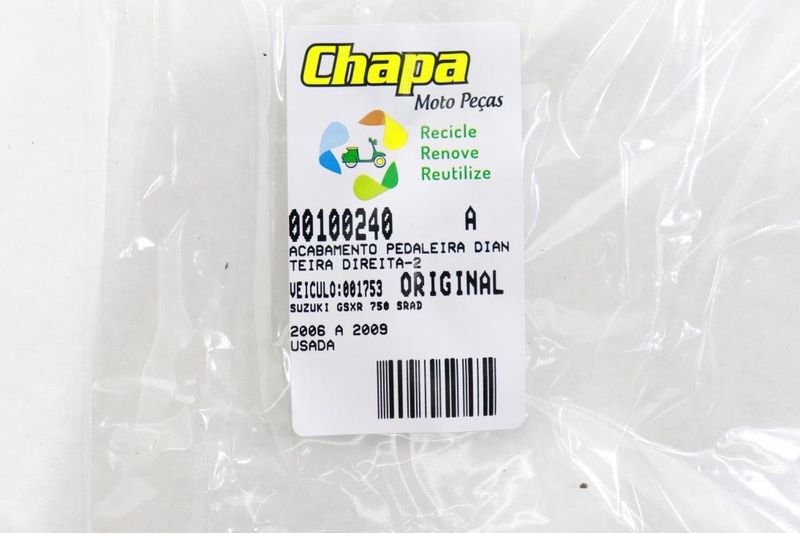 Chapa
Moto Peças
Recicle
Renove
Reutilize
00100240 A
ACABAMENTO PEDALEIRA DIAN
TEIRA DIREITA-2
VEICULO:001753 ORIGINAL
SUZUKI GSXR 750 SRAD
2006 A 2009
USADA